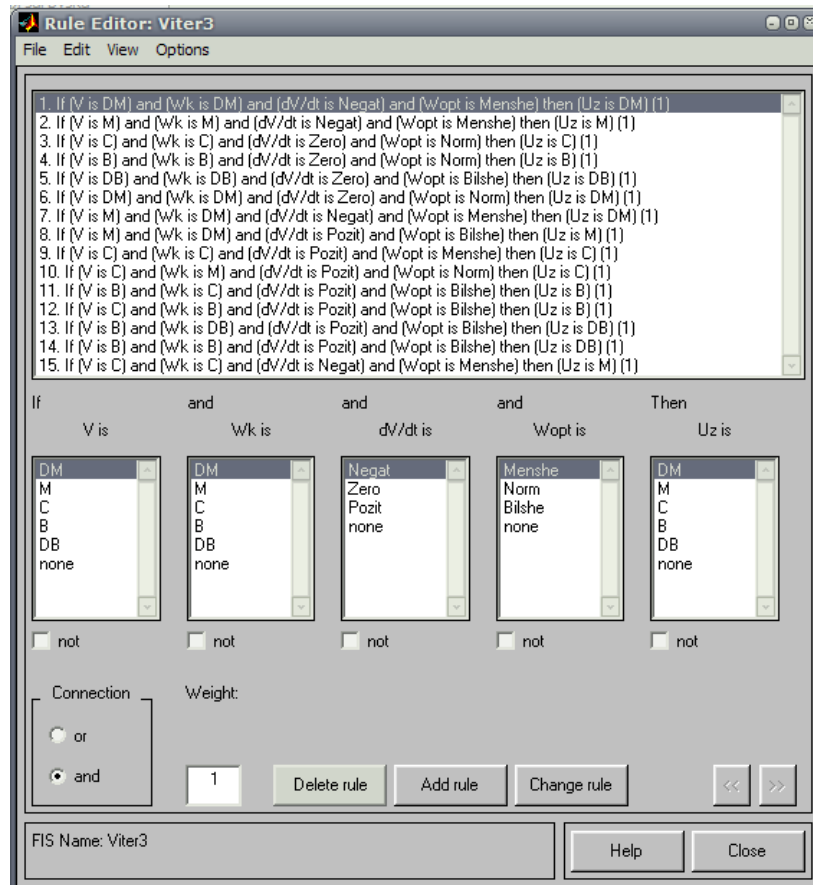 Rule Editor: Viter3
File Edit View Options
1. If (V is DM) and (Wk is DM) and (dV/dt is Negat) and (Wopt is Menshe) then (Uz is DM) (1)
2. If (V is M) and (Wk is M) and (dV/dt is Negat) and (Wopt is Menshe) then (Uz is M) (1)
3. If (V is C) and (Wk is C) and (dV/dt is Zero) and (Wopt is Norm) then (Uz is C) (1)
4. If (V is B) and (Wk is B) and (dV/dt is Zero) and (Wopt is Norm) then (Uz is B) (1)
5. If (V is DB) and (Wk is DB) and (dV/dt is Zero) and (Wopt is Bilshe) then (Uz is DB) (1)
6. If (V is DM) and (Wk is DM) and (dV/dt is Zero) and (Wopt is Norm) then (Uz is DM) (1)
7. If (V is M) and (Wk is DM) and (dV/dt is Negat) and (Wopt is Menshe) then (Uz is DM) (1)
8. If (V is M) and (Wk is DM) and (dV/dt is Pozit) and (Wopt is Bilshe) then (Uz is M) (1)
9. If (V is C) and (Wk is C) and (dV/dt is Pozit) and (Wopt is Menshe) then (Uz is C) (1)
10. If (V is C) and (Wk is M) and (dV/dt is Pozit) and (Wopt is Norm) then (Uz is C) (1)
11. If (V is B) and (Wk is C) and (dV/dt is Pozit) and (Wopt is Bilshe) then (Uz is B) (1)
12. If (V is C) and (Wk is B) and (dV/dt is Pozit) and (Wopt is Bilshe) then (Uz is B) (1)
13. If (V is B) and (Wk is DB) and (dV/dt is Pozit) and (Wopt is Bilshe) then (Uz is DB) (1)
14. If (V is B) and (Wk is B) and (dV/dt is Pozit) and (Wopt is Bilshe) then (Uz is DB) (1)
15. If (V is C) and (Wk is C) and (dV/dt is Negat) and (Wopt is Menshe) then (Uz is M) (1)
If and and and Then
V is Wk is dV/dt is Wopt is Uz is
DM DM Negat Menshe DM
M M Zero Norm M
C C Pozit Bilshe C
B B none none B
DB DB DB
none none none
not not not not not
Connection Weight:
or
and 1 Delete rule Add rule Change rule << >>
FIS Name: Viter3 Help Close